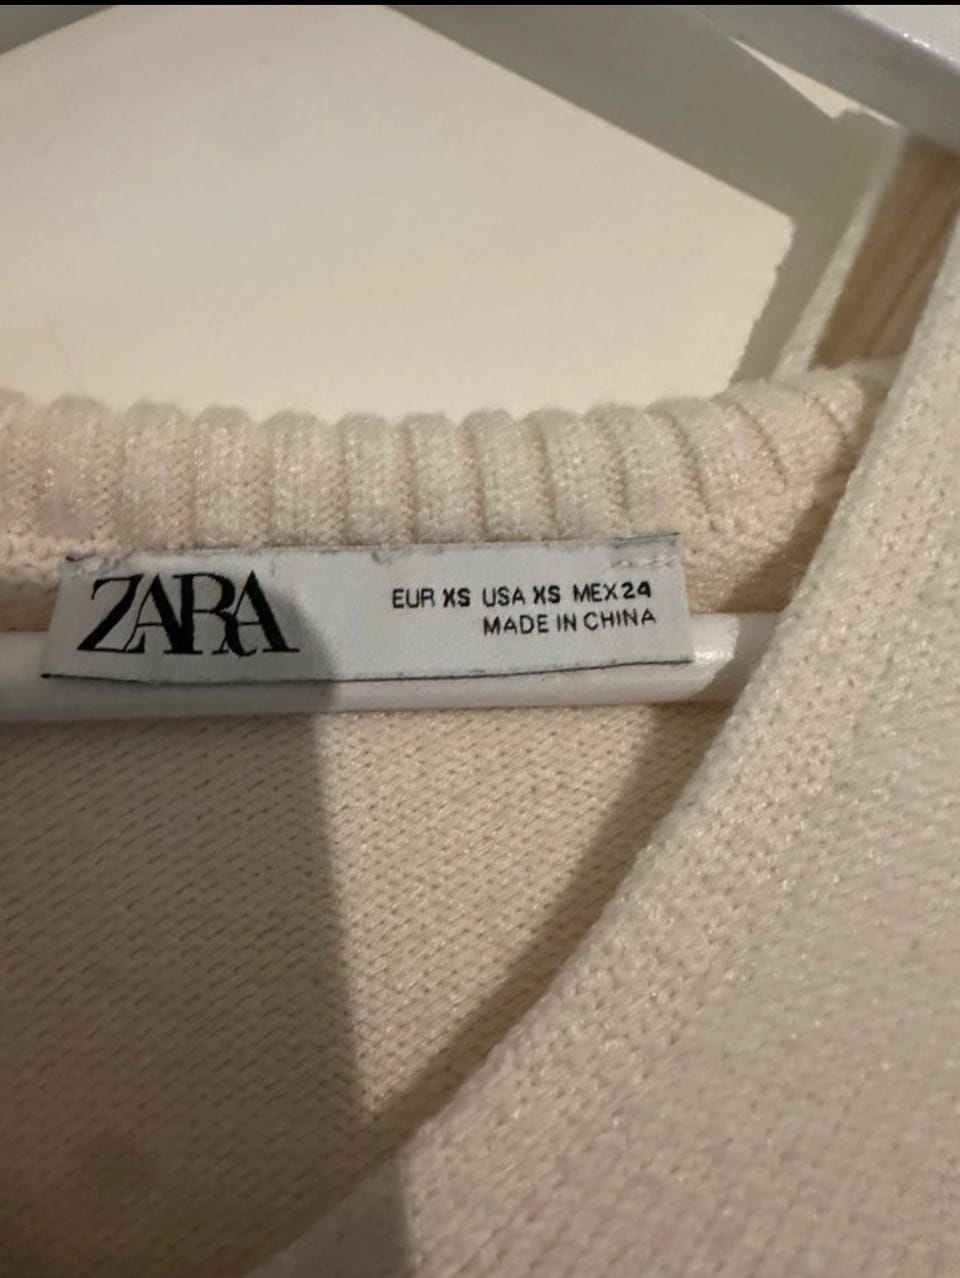 ZARA
EUR XS USA XS MEX 24
MADE IN CHINA